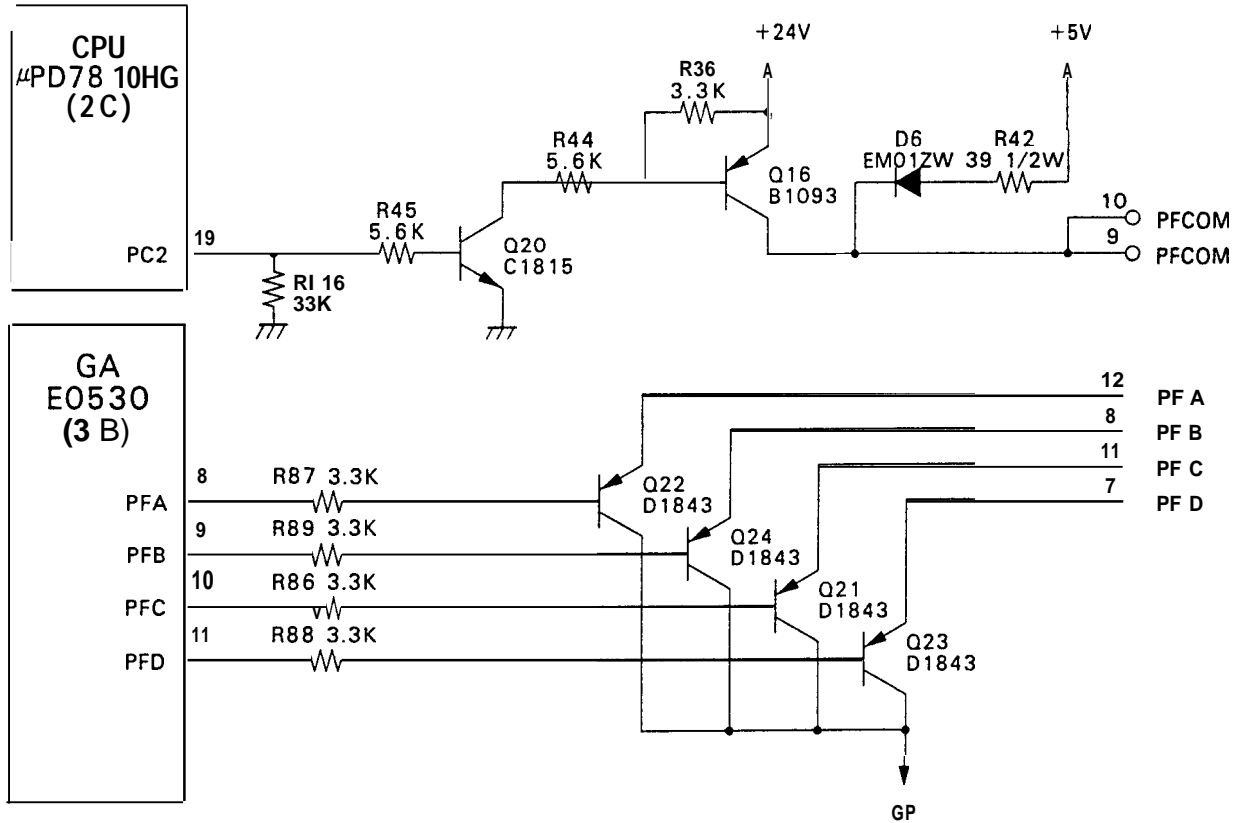 CPU
µPD78 10HG
(2C)
PC2
19
R45
5.6K
RI 16
33K
Q20
C1815
R44
5.6K
R36
3.3K
+24V
A
Q16
B1093
D6
EM01ZW
R42
39 1/2W
+5V
A
10
PFCOM
9
PFCOM
GA
E0530
(3 B)
PFA
8
R87 3.3K
PFB
9
R89 3.3K
PFC
10
R86 3.3K
PFD
11
R88 3.3K
Q22
D1843
Q24
D1843
Q21
D1843
Q23
D1843
12
PF A
8
PF B
11
PF C
7
PF D
GP